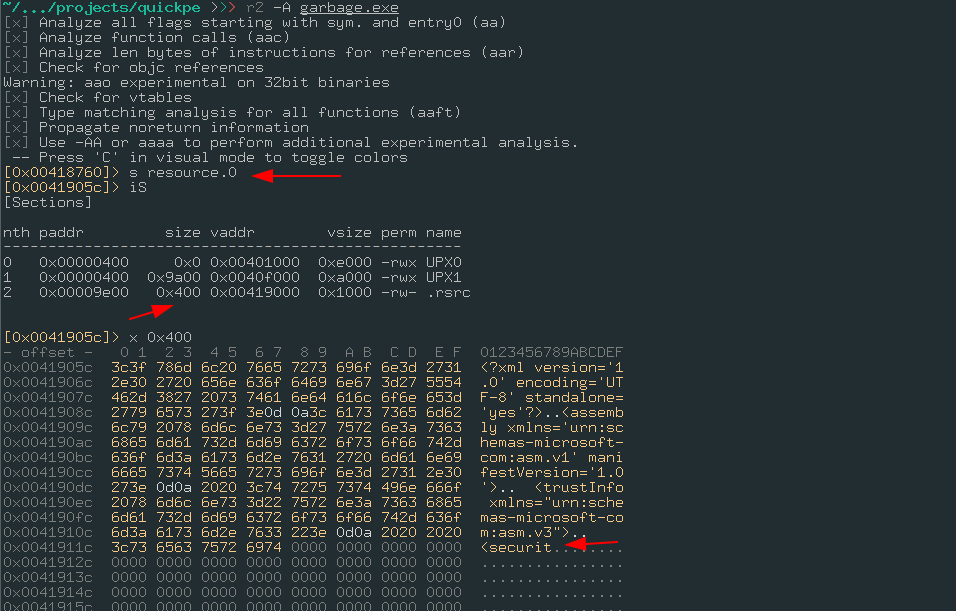 ~/.../projects/quickpe >>> r2 -A garbage.exe
[x] Analyze all flags starting with sym. and entry0 (aa)
[x] Analyze function calls (aac)
[x] Analyze len bytes of instructions for references (aar)
[x] Check for objc references
Warning: aao experimental on 32bit binaries
[x] Check for vtables
[x] Type matching analysis for all functions (aaft)
[x] Propagate noreturn information
[x] Use -AA or aaaa to perform additional experimental analysis.
 -- Press 'C' in visual mode to toggle colors
[0x00418760]> s resource.0
[0x0041905c]> iS
[Sections]
nth paddr size vaddr vsize perm name
---------------------------------------------------
0 0x00000400 0x0 0x00401000 0xe000 -rwx UPX0
1 0x00000400 0x9a00 0x0040f000 0xa000 -rwx UPX1
2 0x00009e00 0x400 0x00419000 0x1000 -rw- .rsrc
[0x0041905c]> x 0x400
- offset - 0 1 2 3 4 5 6 7 8 9 A B C D E F 0123456789ABCDEF
0x0041905c 3c3f 786d 6c20 7665 7273 696f 6e3d 2731 <?xml version='1
0x0041906c 2e30 2720 656e 636f 6469 6e67 3d27 5554 .0' encoding='UT
0x0041907c 462d 3827 2073 7461 6e64 616c 6f6e 653d F-8' standalone=
0x0041908c 2779 6573 273f 3e0d 0a3c 6173 7365 6d62 'yes'?>..<assemb
0x0041909c 6c79 2078 6d6c 6e73 3d27 7572 6e3a 7363 ly xmlns='urn:sc
0x004190ac 6865 6d61 732d 6d69 6372 6f73 6f66 742d hemas-microsoft-
0x004190bc 636f 6d3a 6173 6d2e 7631 2720 6d61 6e69 com:asm.v1' mani
0x004190cc 6665 7374 5665 7273 696f 6e3d 2731 2e30 festVersion='1.0
0x004190dc 273e 0d0a 2020 3c74 7275 7374 496e 666f '>..  <trustInfo
0x004190ec 2078 6d6c 6e73 3d22 7572 6e3a 7363 6865  xmlns="urn:sche
0x004190fc 6d61 732d 6d69 6372 6f73 6f66 742d 636f mas-microsoft-co
0x0041910c 6d3a 6173 6d2e 7633 223e 0d0a 2020 2020 m:asm.v3">..
0x0041911c 3c73 6563 7572 6974 0000 0000 0000 0000 <securit........
0x0041912c 0000 0000 0000 0000 0000 0000 0000 0000 ................
0x0041913c 0000 0000 0000 0000 0000 0000 0000 0000 ................
0x0041914c 0000 0000 0000 0000 0000 0000 0000 0000 ................
0x0041915c 0000 0000 0000 0000 0000 0000 0000 0000 ................